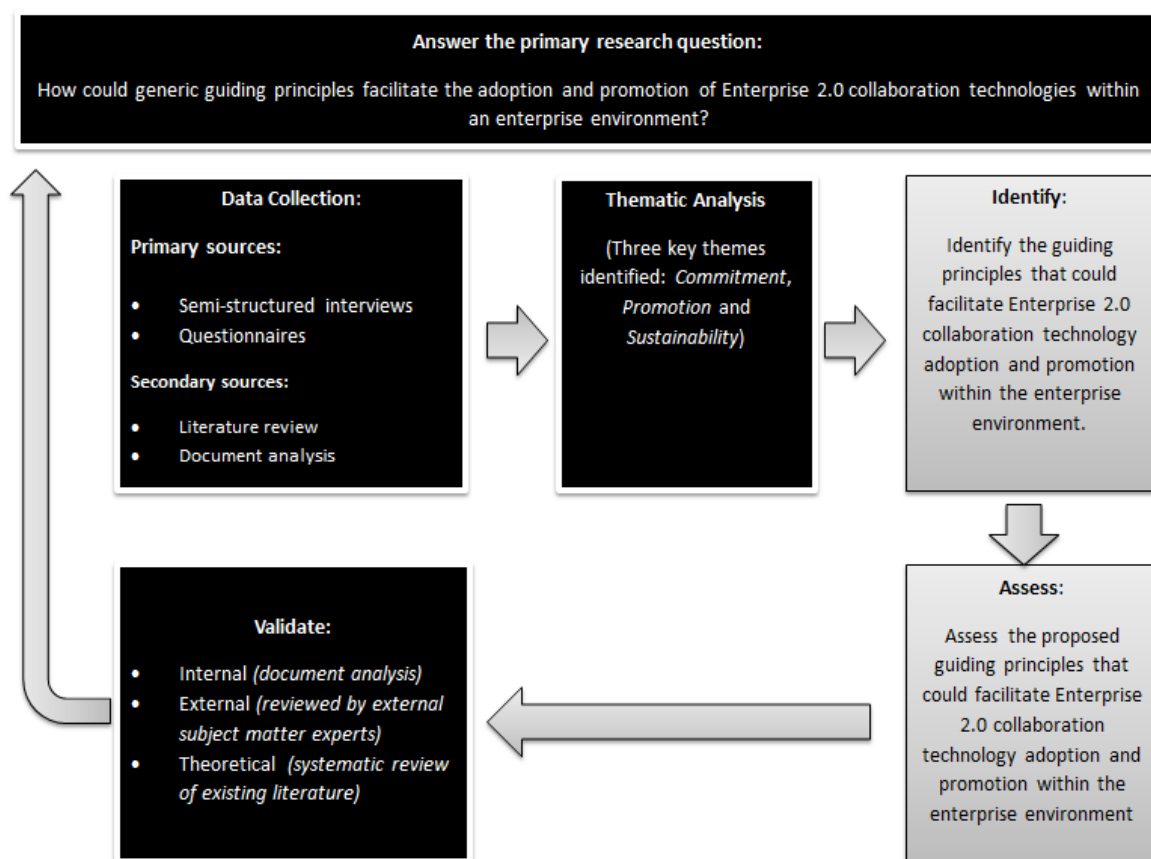 Answer the primary research question:
How could generic guiding principles facilitate the adoption and promotion of Enterprise 2.0 collaboration technologies within
an enterprise environment?
Data Collection:
Primary sources:
• Semi-structured interviews
• Questionnaires
Secondary sources:
• Literature review
• Document analysis
Thematic Analysis
(Three key themes
identified: Commitment,
Promotion and
Sustainability)
Identify:
Identify the guiding
principles that could
facilitate Enterprise 2.0
collaboration technology
adoption and promotion
within the enterprise
environment.
Assess:
Assess the proposed
guiding principles that
could facilitate Enterprise
2.0 collaboration
technology adoption and
promotion within the
enterprise environment
Validate:
• Internal (document analysis)
• External (reviewed by external
subject matter experts)
• Theoretical (systematic review
of existing literature)